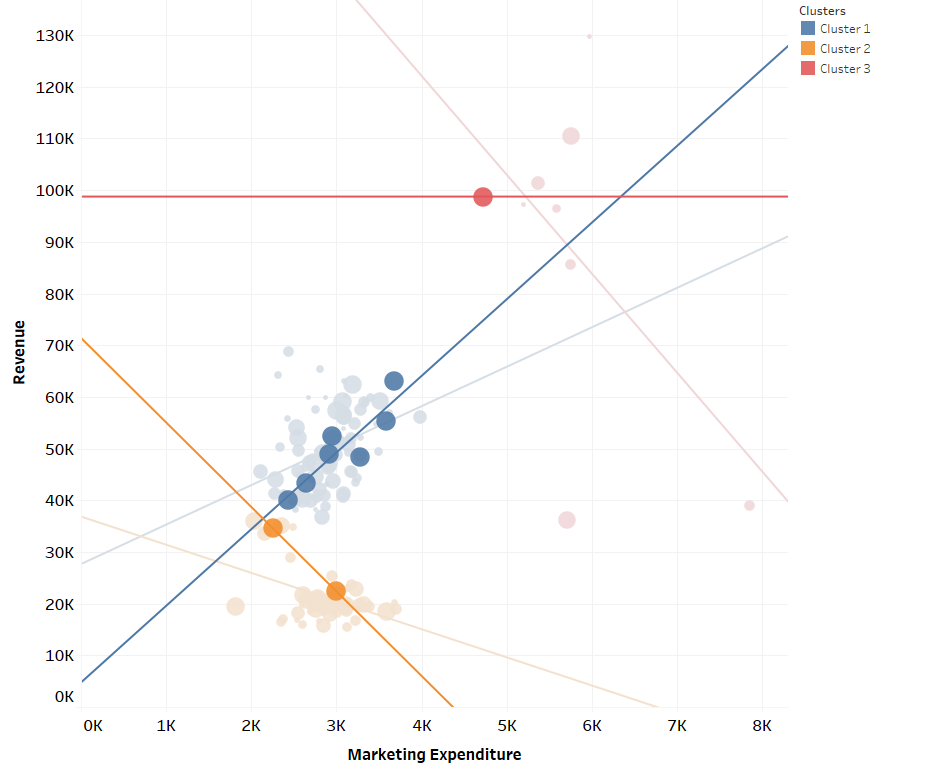 Clusters
Cluster 1
Cluster 2
Cluster 3
130K
120K
110K
100K
90K
80K
70K
60K
50K
40K
30K
20K
10K
0K
Revenue
0K 1K 2K 3K 4K 5K 6K 7K 8K
Marketing Expenditure